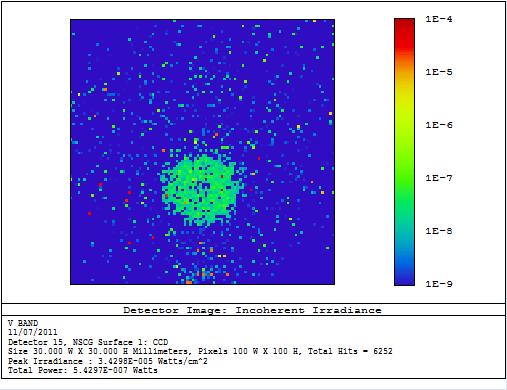 1E-4
1E-5
1E-6
1E-7
1E-8
1E-9
Detector Image: Incoherent Irradiance
V BAND
11/07/2011
Detector 15, NSCG Surface 1: CCD
Size 30.000 W X 30.000 H Millimeters, Pixels 100 W X 100 H, Total Hits = 6252
Peak Irradiance : 3.4298E-005 Watts/cm^2
Total Power: 5.4297E-007 Watts